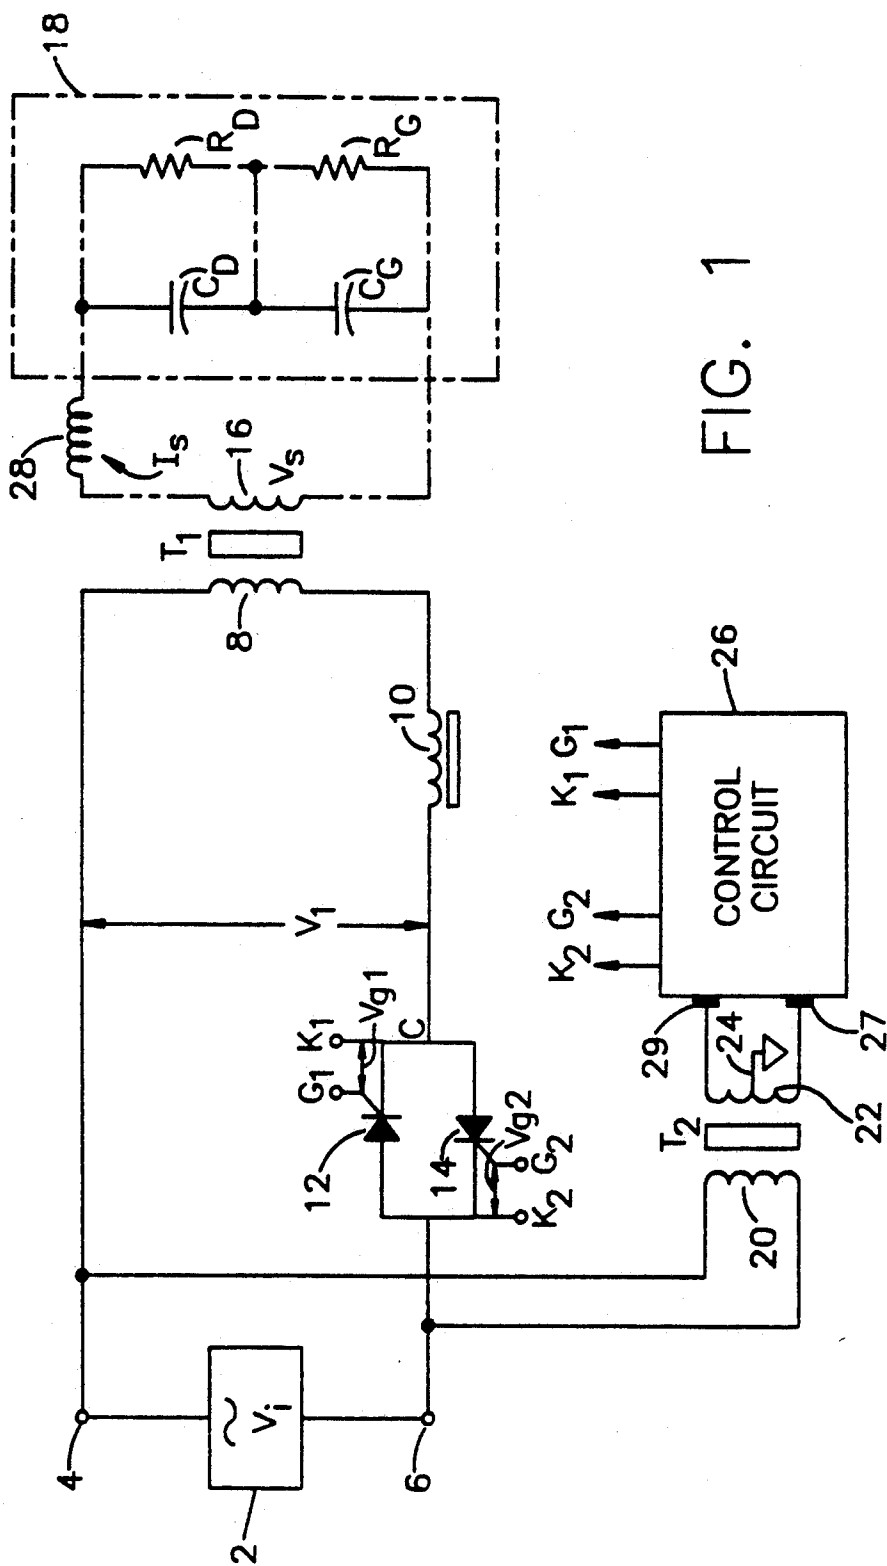 18
28
I_s
R_D
C_D
R_G
C_G
T_1
16
V_s
8
10
V_1
K_1
G_1
V_g1
C
12
14
V_g2
G_2
K_2
4
V_i
2
6
T_2
20
22
24
29
27
K_2 G_2
K_1 G_1
CONTROL
CIRCUIT
26
FIG. 1